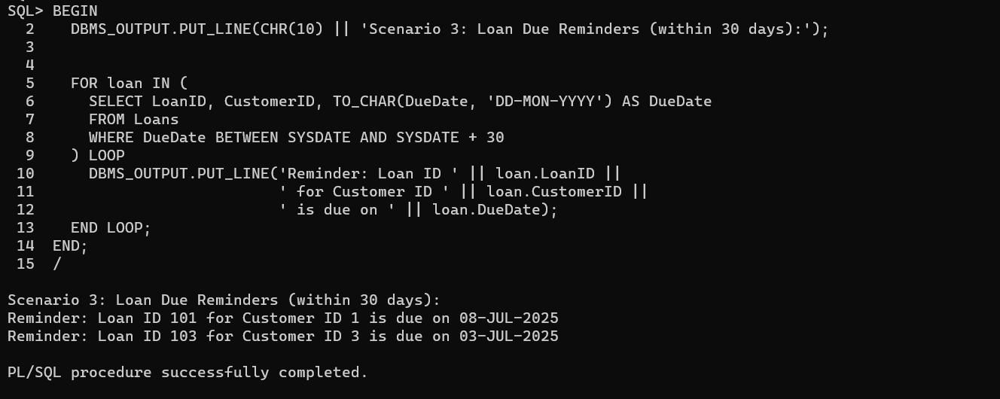 SQL> BEGIN
  2    DBMS_OUTPUT.PUT_LINE(CHR(10) || 'Scenario 3: Loan Due Reminders (within 30 days):');
  3
  4
  5    FOR loan IN (
  6      SELECT LoanID, CustomerID, TO_CHAR(DueDate, 'DD-MON-YYYY') AS DueDate
  7      FROM Loans
  8      WHERE DueDate BETWEEN SYSDATE AND SYSDATE + 30
  9    ) LOOP
 10      DBMS_OUTPUT.PUT_LINE('Reminder: Loan ID ' || loan.LoanID ||
 11                           ' for Customer ID ' || loan.CustomerID ||
 12                           ' is due on ' || loan.DueDate);
 13    END LOOP;
 14  END;
 15  /

Scenario 3: Loan Due Reminders (within 30 days):
Reminder: Loan ID 101 for Customer ID 1 is due on 08-JUL-2025
Reminder: Loan ID 103 for Customer ID 3 is due on 03-JUL-2025

PL/SQL procedure successfully completed.